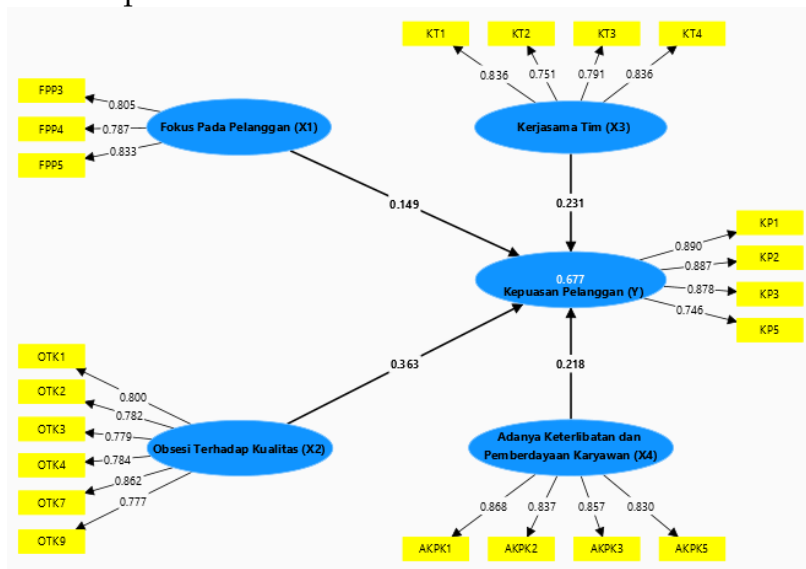 KT1
KT2
KT3
KT4
0.836
0.751
0.791
0.836
FPP3
FPP4
FPP5
0.805
0.787
0.833
Fokus Pada Pelanggan (X1)
Kerjasama Tim (X3)
0.149
0.231
0.677
Kepuasan Pelanggan (Y)
0.890
0.887
0.878
0.746
KP1
KP2
KP3
KP5
0.363
0.218
OTK1
OTK2
OTK3
OTK4
OTK7
OTK9
0.800
0.782
0.779
0.784
0.862
0.777
Obsesi Terhadap Kualitas (X2)
Adanya Keterlibatan dan
Pemberdayaan Karyawan (X4)
0.868
0.837
0.857
0.830
AKPK1
AKPK2
AKPK3
AKPK5